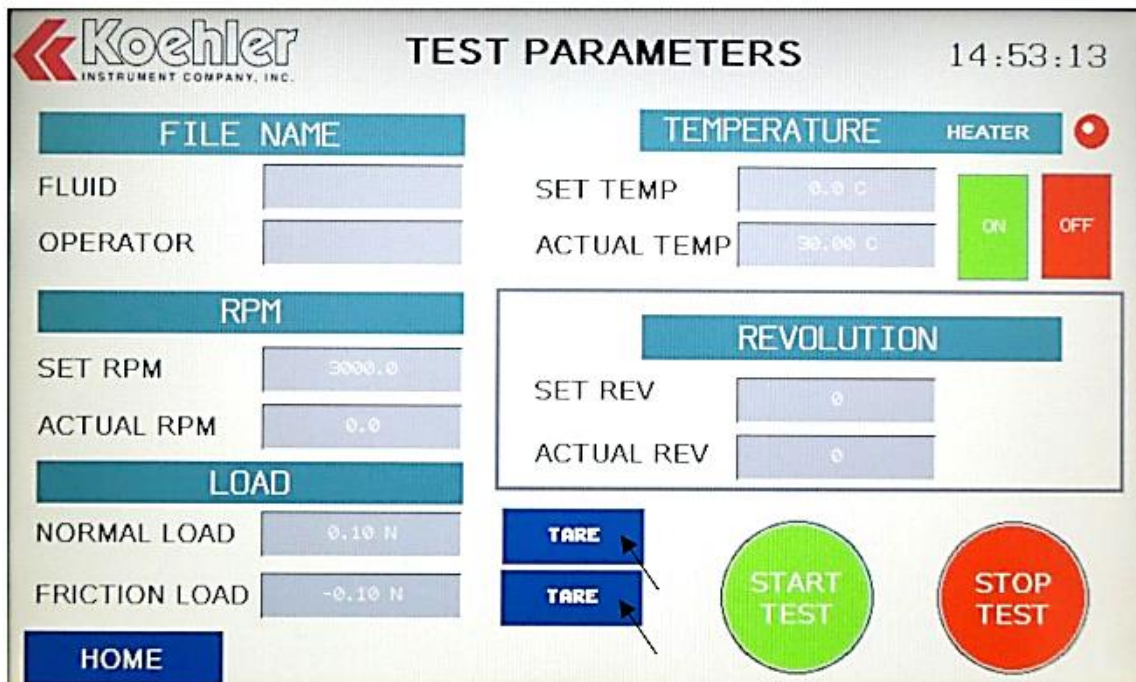 Koehler
INSTRUMENT COMPANY, INC.
TEST PARAMETERS
14:53:13
FILE NAME
FLUID
OPERATOR
TEMPERATURE HEATER
SET TEMP 0.0 C
ACTUAL TEMP 30.00 C
ON
OFF
RPM
SET RPM 3000.0
ACTUAL RPM 0.0
REVOLUTION
SET REV 0
ACTUAL REV 0
LOAD
NORMAL LOAD 0.10 N
TARE
FRICTION LOAD -0.10 N
TARE
START
TEST
STOP
TEST
HOME